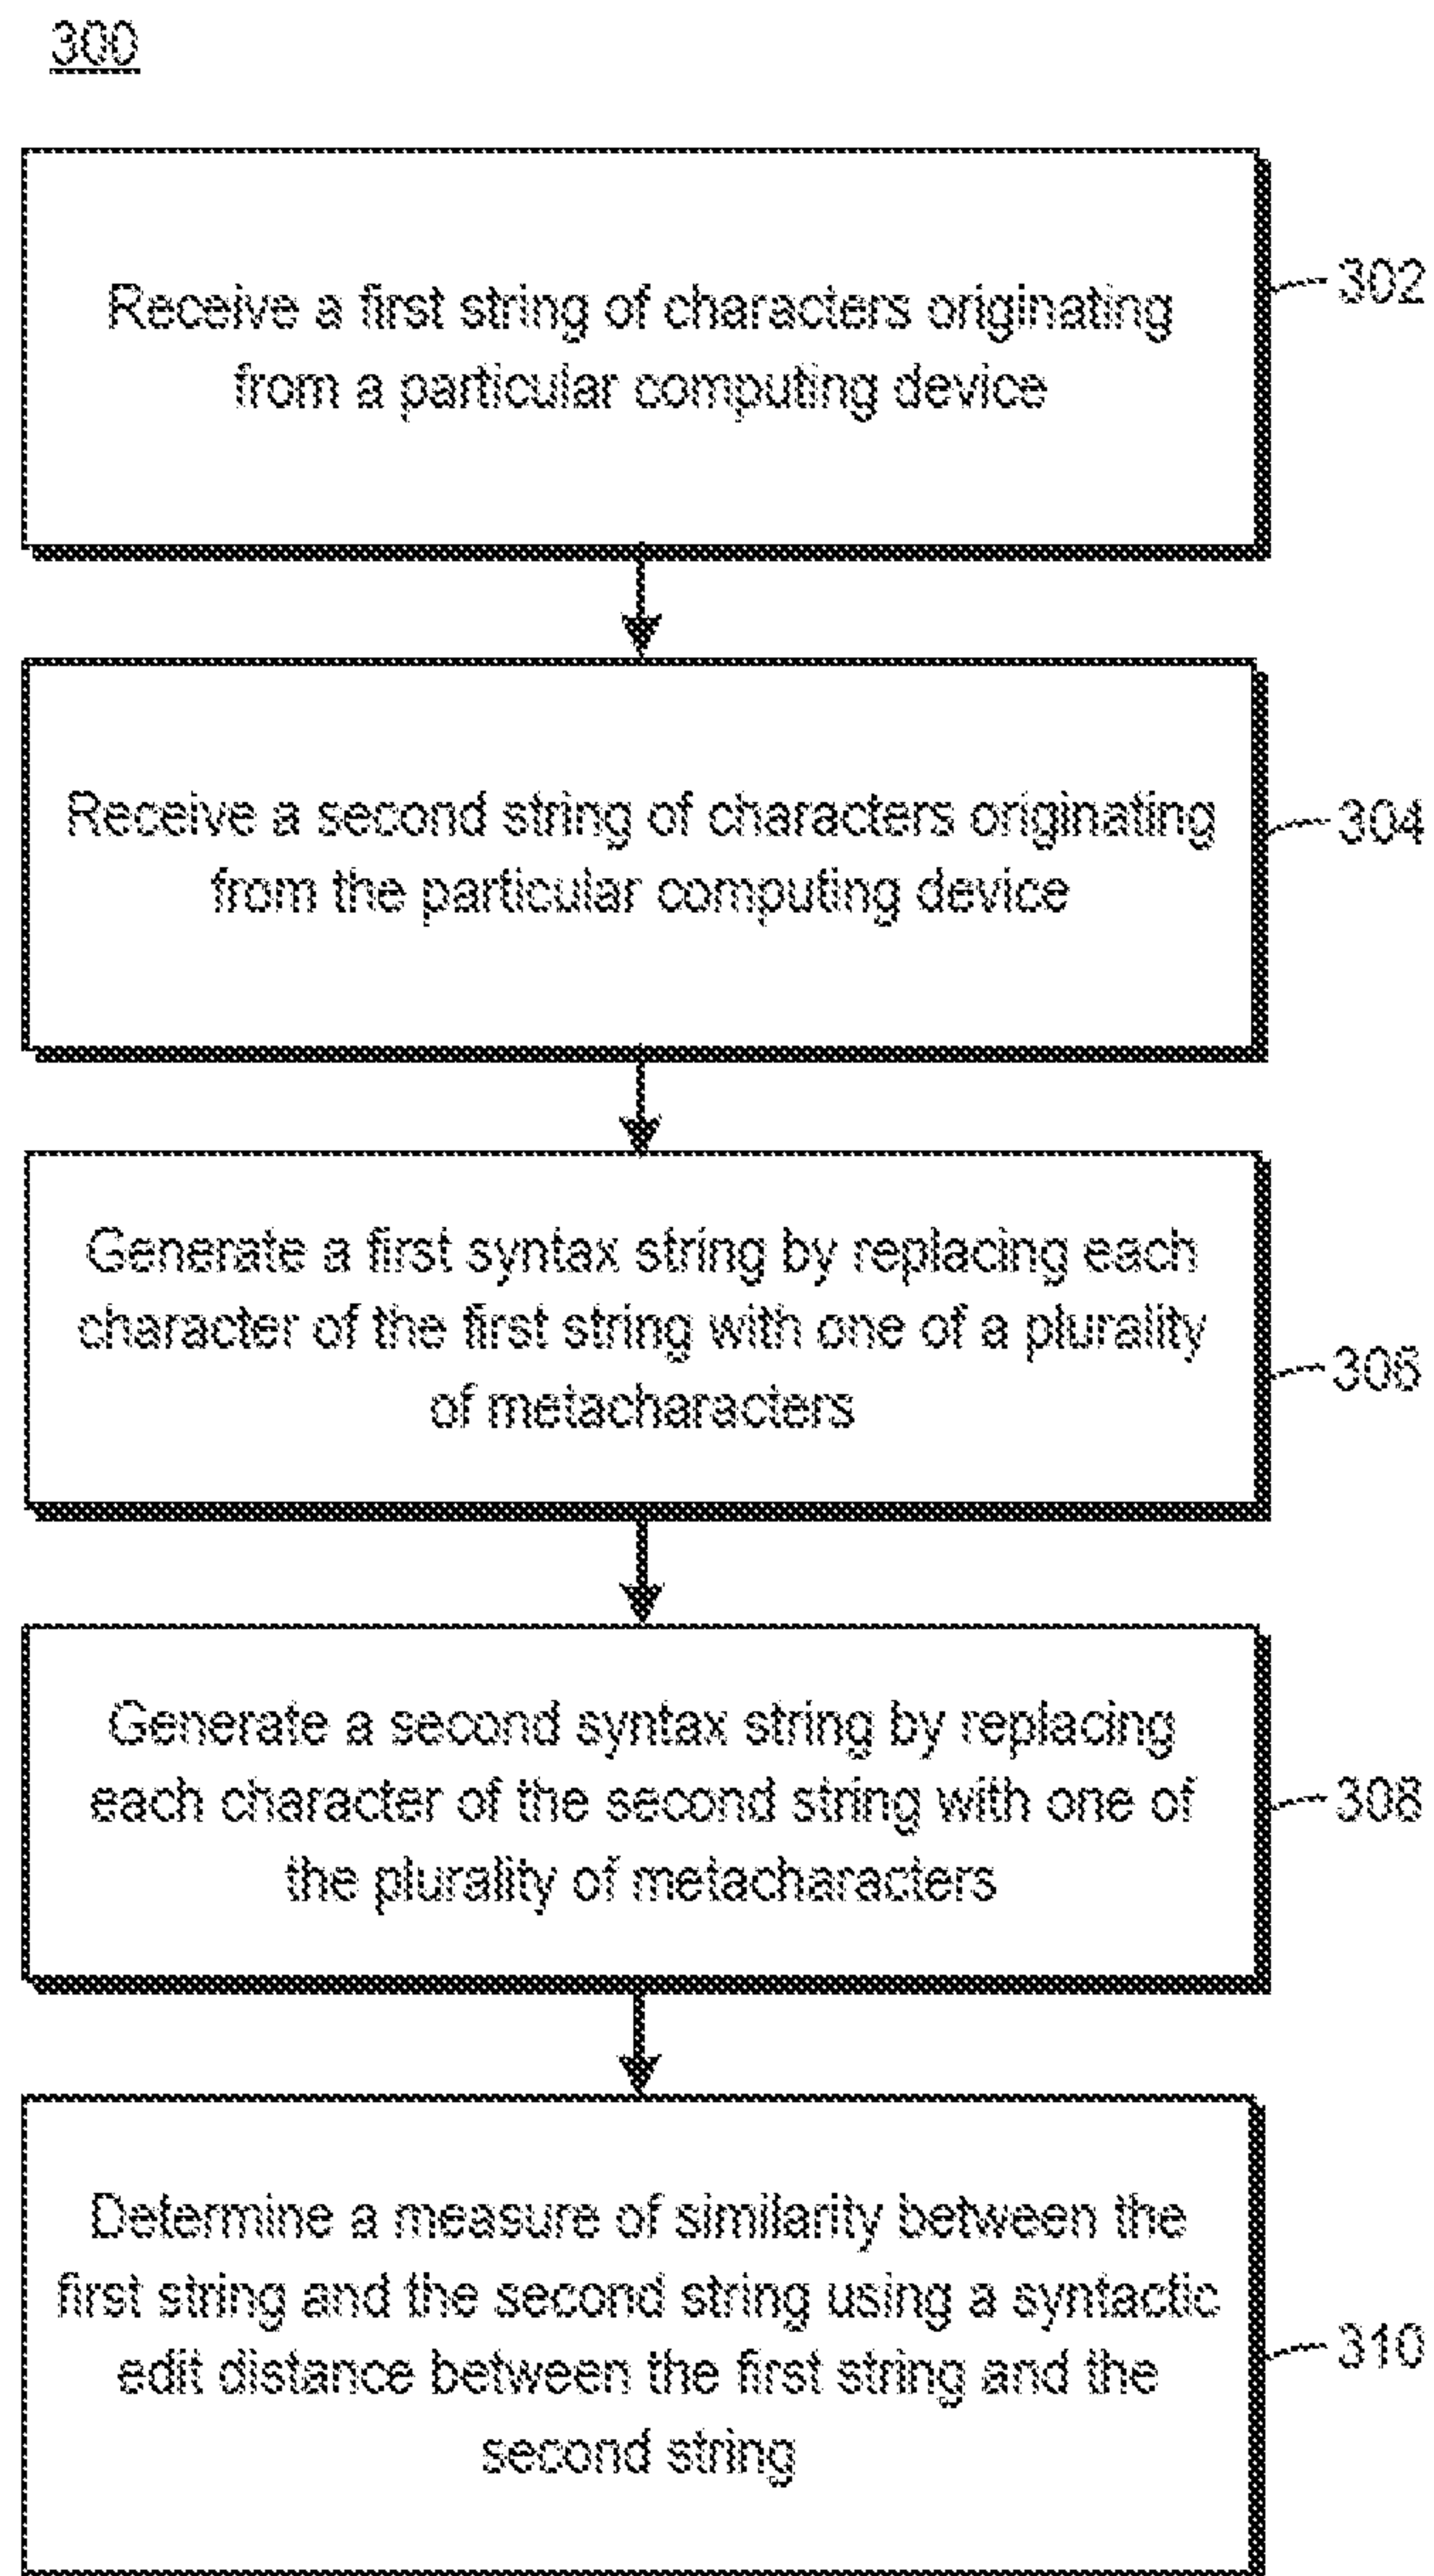 300
Receive a first string of characters originating
from a particular computing device
302
Receive a second string of characters originating
from the particular computing device
304
Generate a first syntax string by replacing each
character of the first string with one of a plurality
of metacharacters
306
Generate a second syntax string by replacing
each character of the second string with one of
the plurality of metacharacters
308
Determine a measure of similarity between the
first string and the second string using a syntactic
edit distance between the first string and the
second string
310